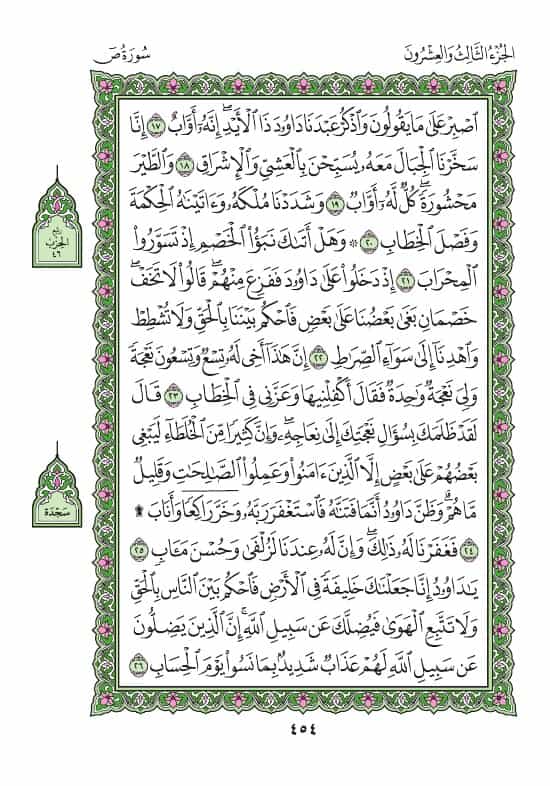 الجُزْءُ الثَّالِثُ وَالعِشْرُونَ
سُورَةُ صٓ
ٱصْبِرْ عَلَىٰ مَا يَقُولُونَ وَٱذْكُرْ عَبْدَنَا دَاوُۥدَ ذَا ٱلْأَيْدِۖ إِنَّهُۥٓ أَوَّابٌ ١٧ إِنَّا
سَخَّرْنَا ٱلْجِبَالَ مَعَهُۥ يُسَبِّحْنَ بِٱلْعَشِىِّ وَٱلْإِشْرَاقِ ١٨ وَٱلطَّيْرَ
مَحْشُورَةًۖ كُلٌّ لَّهُۥٓ أَوَّابٌ ١٩ وَشَدَدْنَا مُلْكَهُۥ وَءَاتَيْنَٰهُ ٱلْحِكْمَةَ
وَفَصْلَ ٱلْخِطَابِ ٢٠ ۞ وَهَلْ أَتَىٰكَ نَبَؤُا۟ ٱلْخَصْمِ إِذْ تَسَوَّرُوا۟
ٱلْمِحْرَابَ ٢١ إِذْ دَخَلُوا۟ عَلَىٰ دَاوُۥدَ فَفَزِعَ مِنْهُمْۖ قَالُوا۟ لَا تَخَفْۖ
خَصْمَانِ بَغَىٰ بَعْضُنَا عَلَىٰ بَعْضٍ فَٱحْكُم بَيْنَنَا بِٱلْحَقِّ وَلَا تُشْطِطْ
وَٱهْدِنَآ إِلَىٰ سَوَآءِ ٱلصِّرَٰطِ ٢٢ إِنَّ هَٰذَآ أَخِى لَهُۥ تِسْعٌ وَتِسْعُونَ نَعْجَةً
وَلِىَ نَعْجَةٌ وَٰحِدَةٌ فَقَالَ أَكْفِلْنِيهَا وَعَزَّنِى فِى ٱلْخِطَابِ ٢٣ قَالَ
لَقَدْ ظَلَمَكَ بِسُؤَالِ نَعْجَتِكَ إِلَىٰ نِعَاجِهِۦۖ وَإِنَّ كَثِيرًا مِّنَ ٱلْخُلَطَآءِ لَيَبْغِى
بَعْضُهُمْ عَلَىٰ بَعْضٍ إِلَّا ٱلَّذِينَ ءَامَنُوا۟ وَعَمِلُوا۟ ٱلصَّٰلِحَٰتِ وَقَلِيلٌ
مَّا هُمْۗ وَظَنَّ دَاوُۥدُ أَنَّمَا فَتَنَّٰهُ فَٱسْتَغْفَرَ رَبَّهُۥ وَخَرَّ رَاكِعًا وَأَنَابَ ۩
٢٤ فَغَفَرْنَا لَهُۥ ذَٰلِكَۖ وَإِنَّ لَهُۥ عِندَنَا لَزُلْفَىٰ وَحُسْنَ مَـَٔابٍ ٢٥
يَٰدَاوُۥدُ إِنَّا جَعَلْنَٰكَ خَلِيفَةً فِى ٱلْأَرْضِ فَٱحْكُم بَيْنَ ٱلنَّاسِ بِٱلْحَقِّ
وَلَا تَتَّبِعِ ٱلْهَوَىٰ فَيُضِلَّكَ عَن سَبِيلِ ٱللَّهِۚ إِنَّ ٱلَّذِينَ يَضِلُّونَ
عَن سَبِيلِ ٱللَّهِ لَهُمْ عَذَابٌ شَدِيدٌۢ بِمَا نَسُوا۟ يَوْمَ ٱلْحِسَابِ ٢٦
رُبْعُ
الحِزْبِ
٤٦
سَجْدَة
٤٥٤